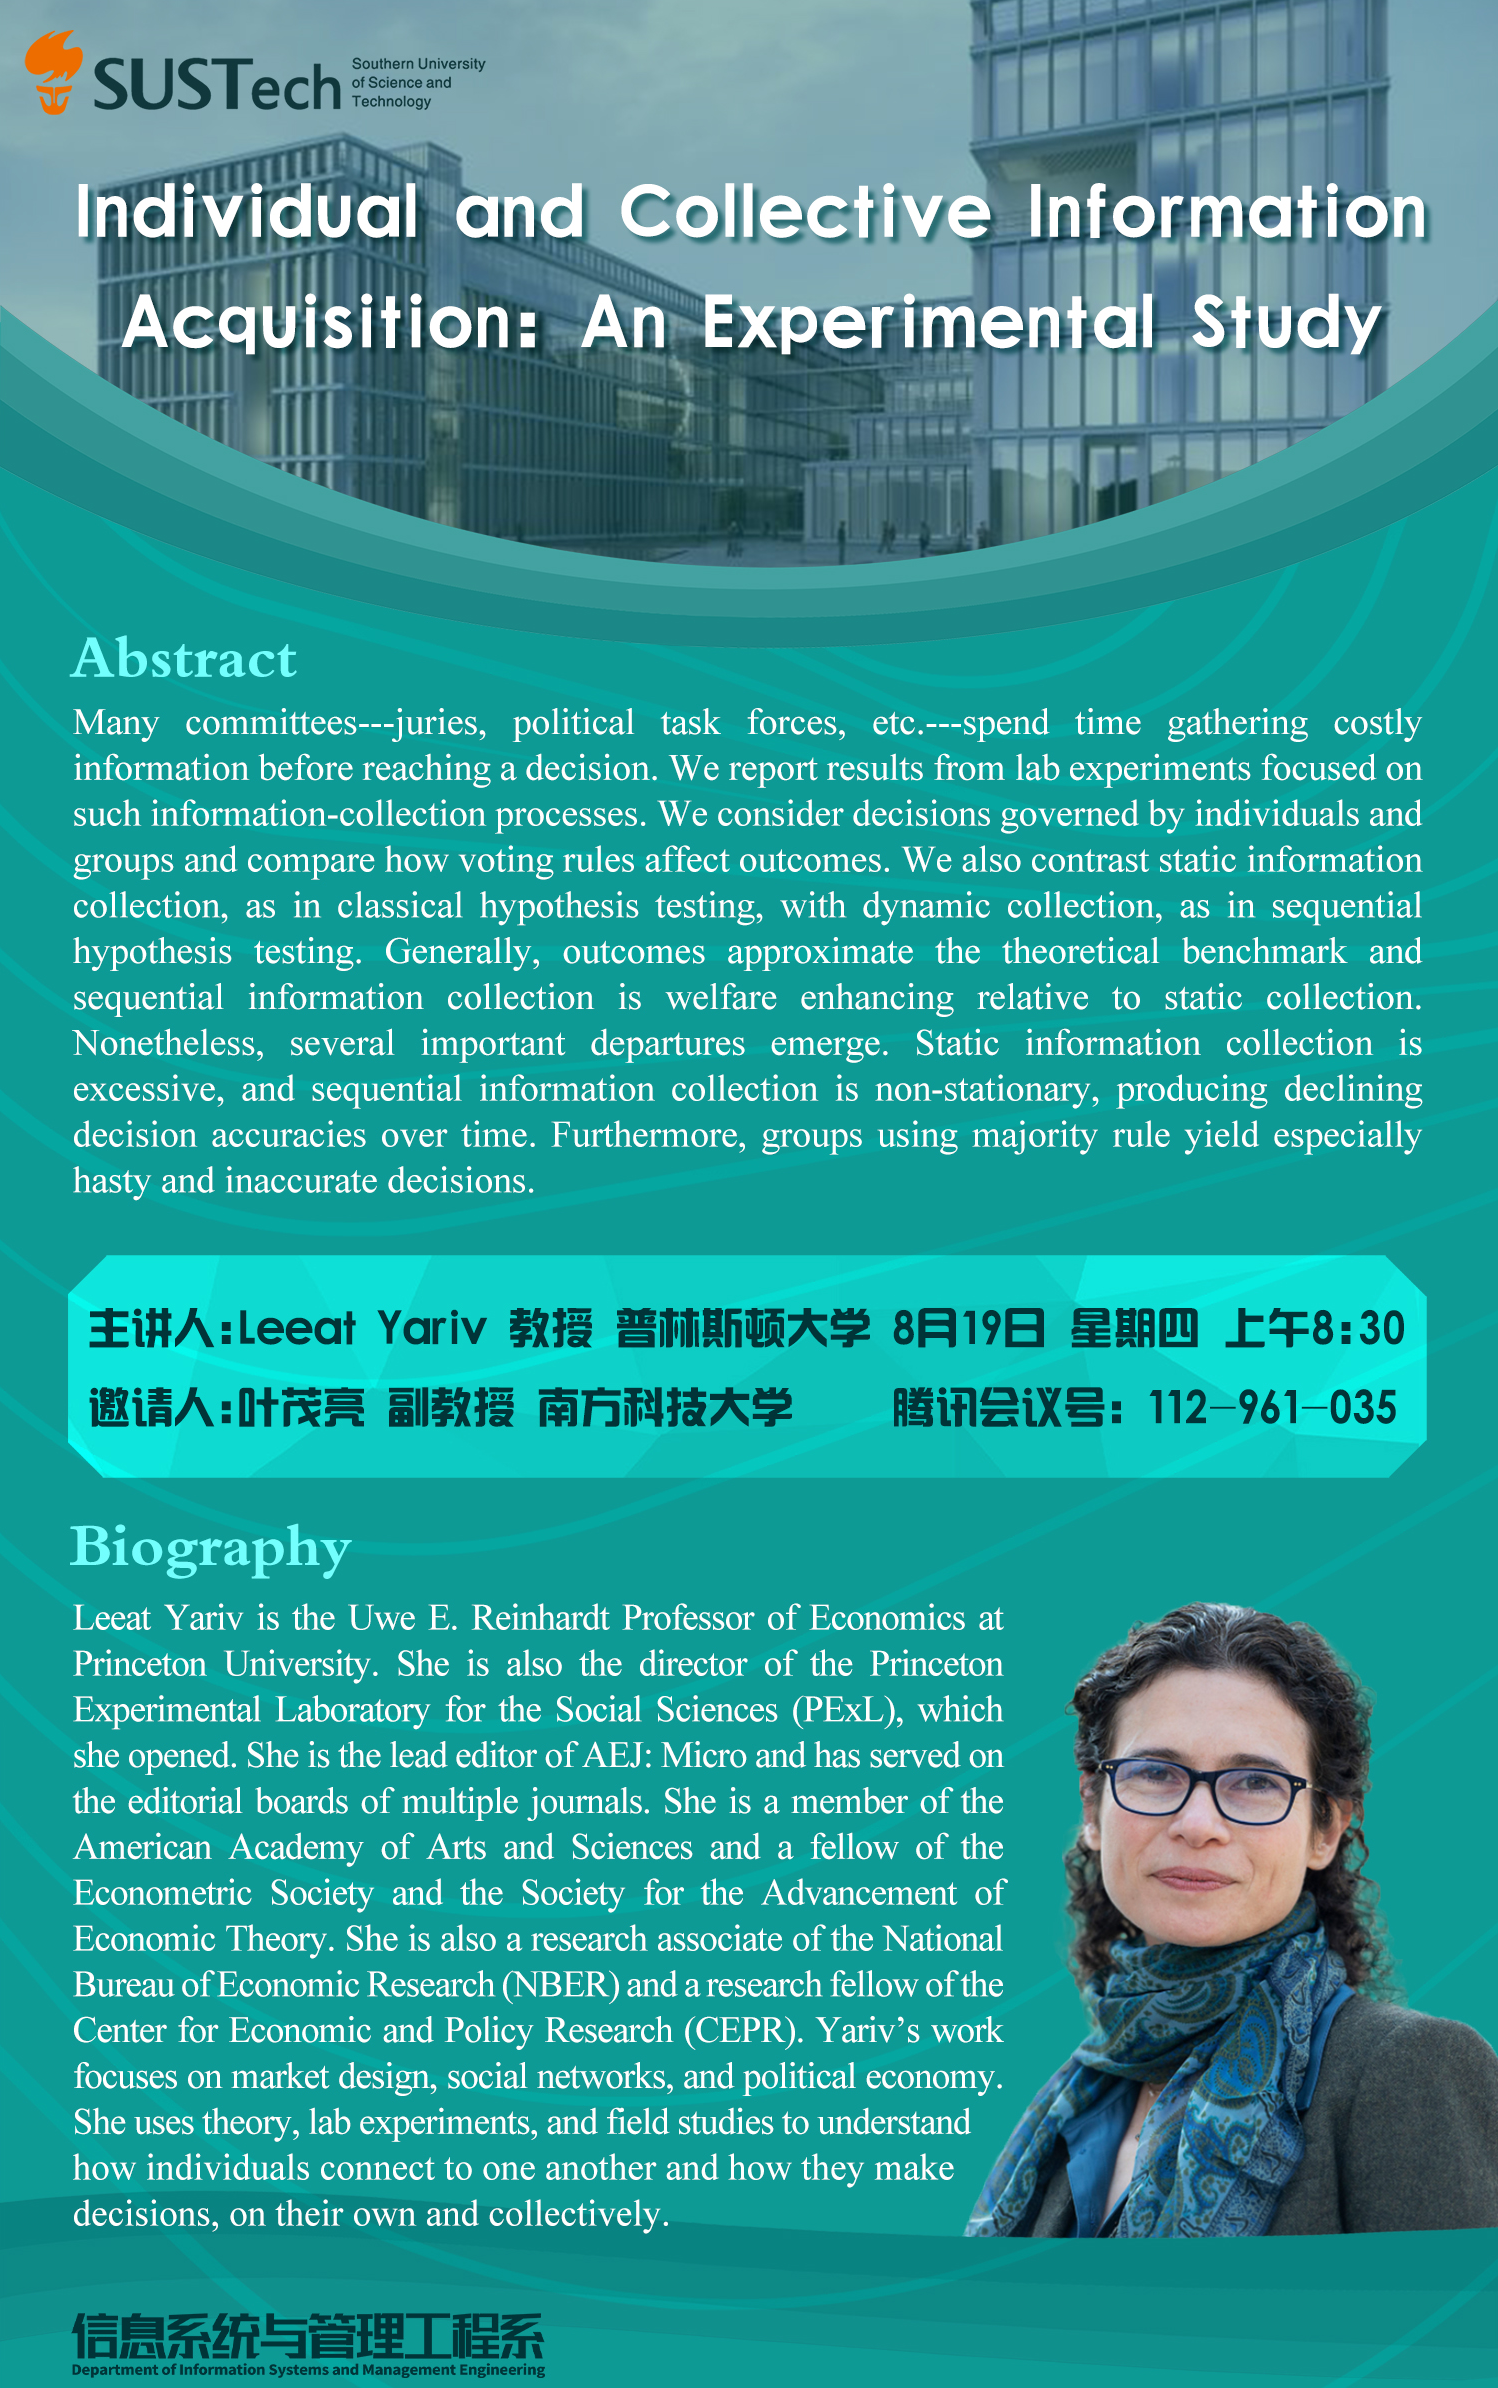 SUSTech
Southern University
of Science and
Technology
Individual and Collective Information
Acquisition: An Experimental Study
Abstract
Many committees---juries, political task forces, etc.---spend time gathering costly
information before reaching a decision. We report results from lab experiments focused on
such information-collection processes. We consider decisions governed by individuals and
groups and compare how voting rules affect outcomes. We also contrast static information
collection, as in classical hypothesis testing, with dynamic collection, as in sequential
hypothesis testing. Generally, outcomes approximate the theoretical benchmark and
sequential information collection is welfare enhancing relative to static collection.
Nonetheless, several important departures emerge. Static information collection is
excessive, and sequential information collection is non-stationary, producing declining
decision accuracies over time. Furthermore, groups using majority rule yield especially
hasty and inaccurate decisions.
主讲人:Leeat Yariv 教授 普林斯顿大学 8月19日 星期四 上午8:30
邀请人:叶茂亮 副教授 南方科技大学 腾讯会议号: 112-961-035
Biography
Leeat Yariv is the Uwe E. Reinhardt Professor of Economics at
Princeton University. She is also the director of the Princeton
Experimental Laboratory for the Social Sciences (PExL), which
she opened. She is the lead editor of AEJ: Micro and has served on
the editorial boards of multiple journals. She is a member of the
American Academy of Arts and Sciences and a fellow of the
Econometric Society and the Society for the Advancement of
Economic Theory. She is also a research associate of the National
Bureau of Economic Research (NBER) and a research fellow of the
Center for Economic and Policy Research (CEPR). Yariv’s work
focuses on market design, social networks, and political economy.
She uses theory, lab experiments, and field studies to understand
how individuals connect to one another and how they make
decisions, on their own and collectively.
信息系统与管理工程系
Department of Information Systems and Management Engineering